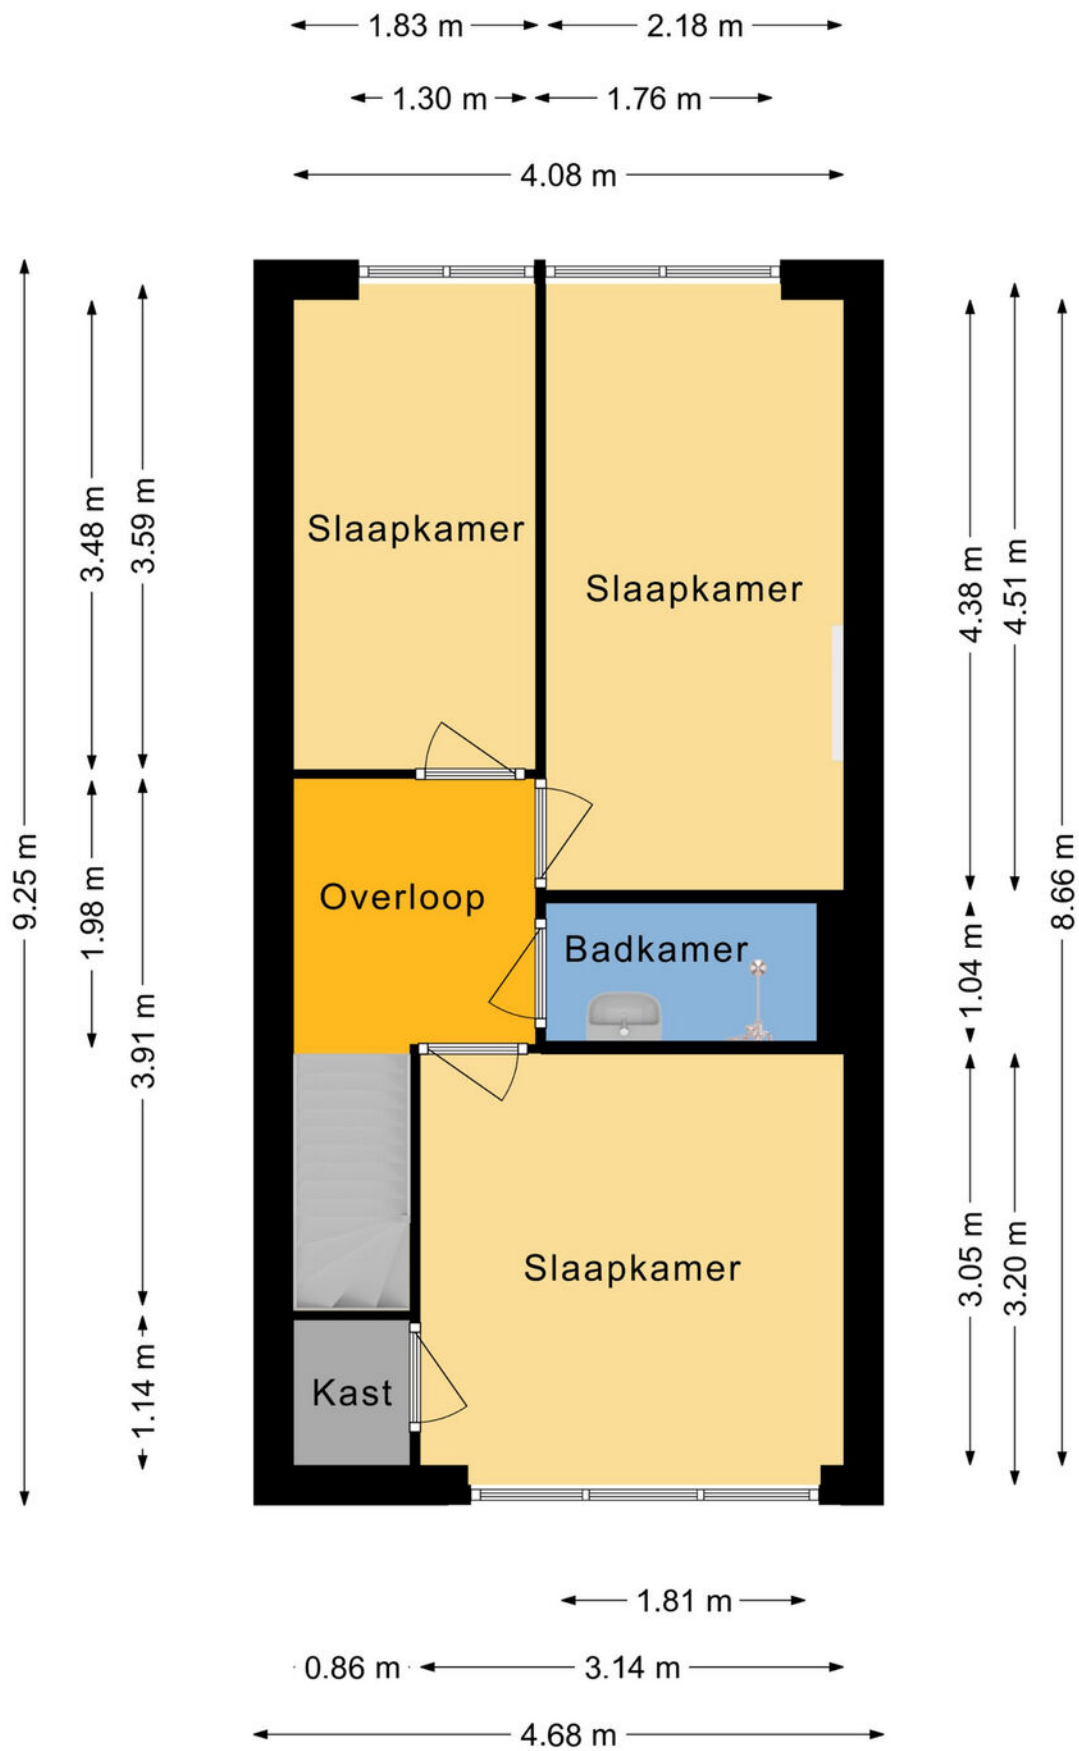 1.83 m 2.18 m
1.30 m 1.76 m
4.08 m
9.25 m
3.48 m
3.59 m
1.98 m
3.91 m
1.14 m
Slaapkamer
Slaapkamer
Overloop
Badkamer
Slaapkamer
Kast
4.38 m
4.51 m
8.66 m
1.04 m
3.05 m
3.20 m
1.81 m
0.86 m 3.14 m
4.68 m